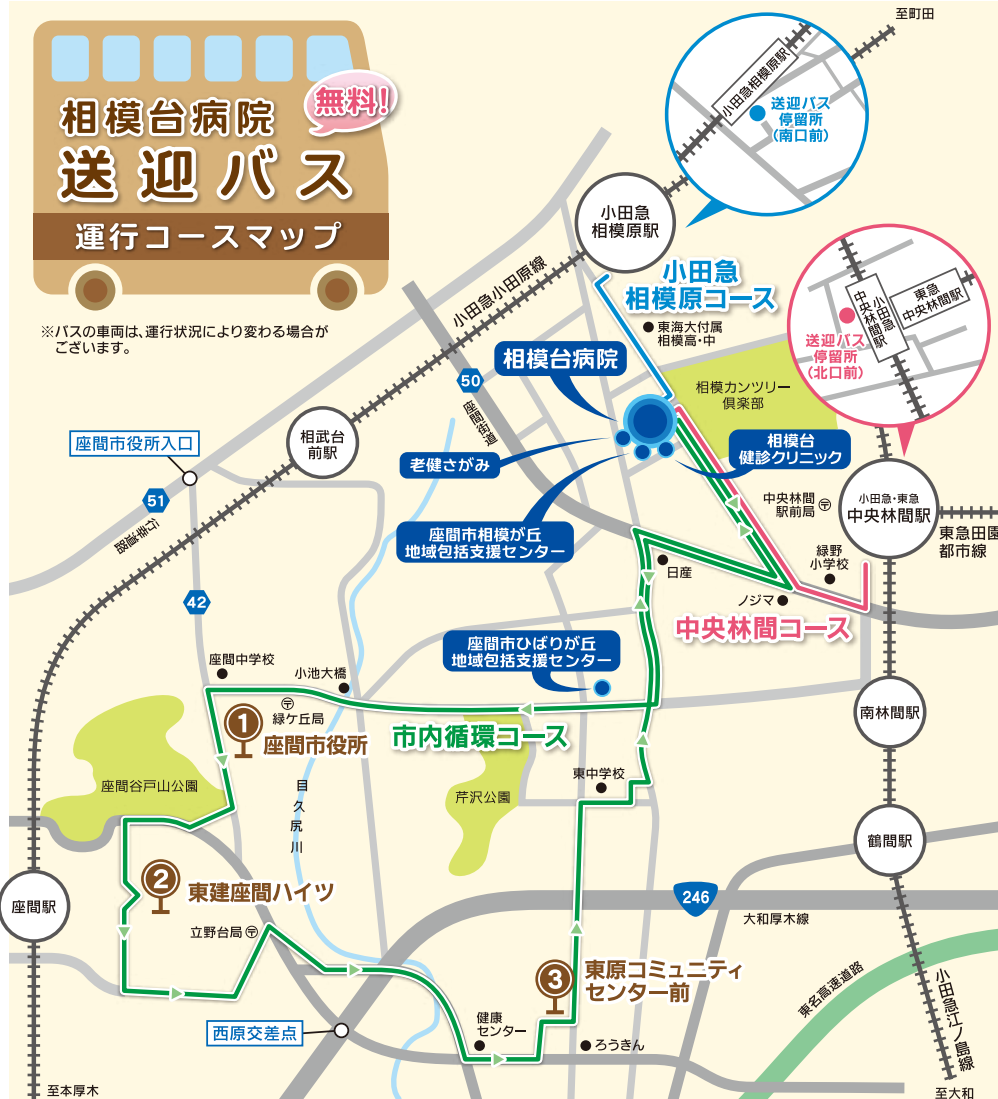 相模台病院
無料!
送迎バス
運行コースマップ
※バスの車両は、運行状況により変わる場合が
ございます。
至町田
小田急相模原駅
送迎バス
停留所
(南口前)
小田急
相模原駅
小田急小田原線
小田急
相模原コース
東海大付属
相模高・中
小田急
中央林間駅
東急
中央林間駅
送迎バス
停留所
(北口前)
相模台病院
相模カンツリー
倶楽部
50
座間街道
相武台
前駅
座間市役所入口
老健さがみ
相模台
健診クリニック
51
行幸道路
座間市相模が丘
地域包括支援センター
中央林間
駅前局
小田急・東急
中央林間駅
東急田園
都市線
緑野
小学校
日産
ノジマ
42
中央林間コース
座間市ひばりが丘
地域包括支援センター
座間中学校
小池大橋
緑ケ丘局
1
座間市役所
市内循環コース
南林間駅
座間谷戸山公園
目久尻川
芹沢公園
東中学校
鶴間駅
2
東建座間ハイツ
座間駅
立野台局
246
大和厚木線
3
東原コミュニティ
センター前
東名高速道路
小田急江ノ島線
西原交差点
健康
センター
ろうきん
至本厚木
至大和